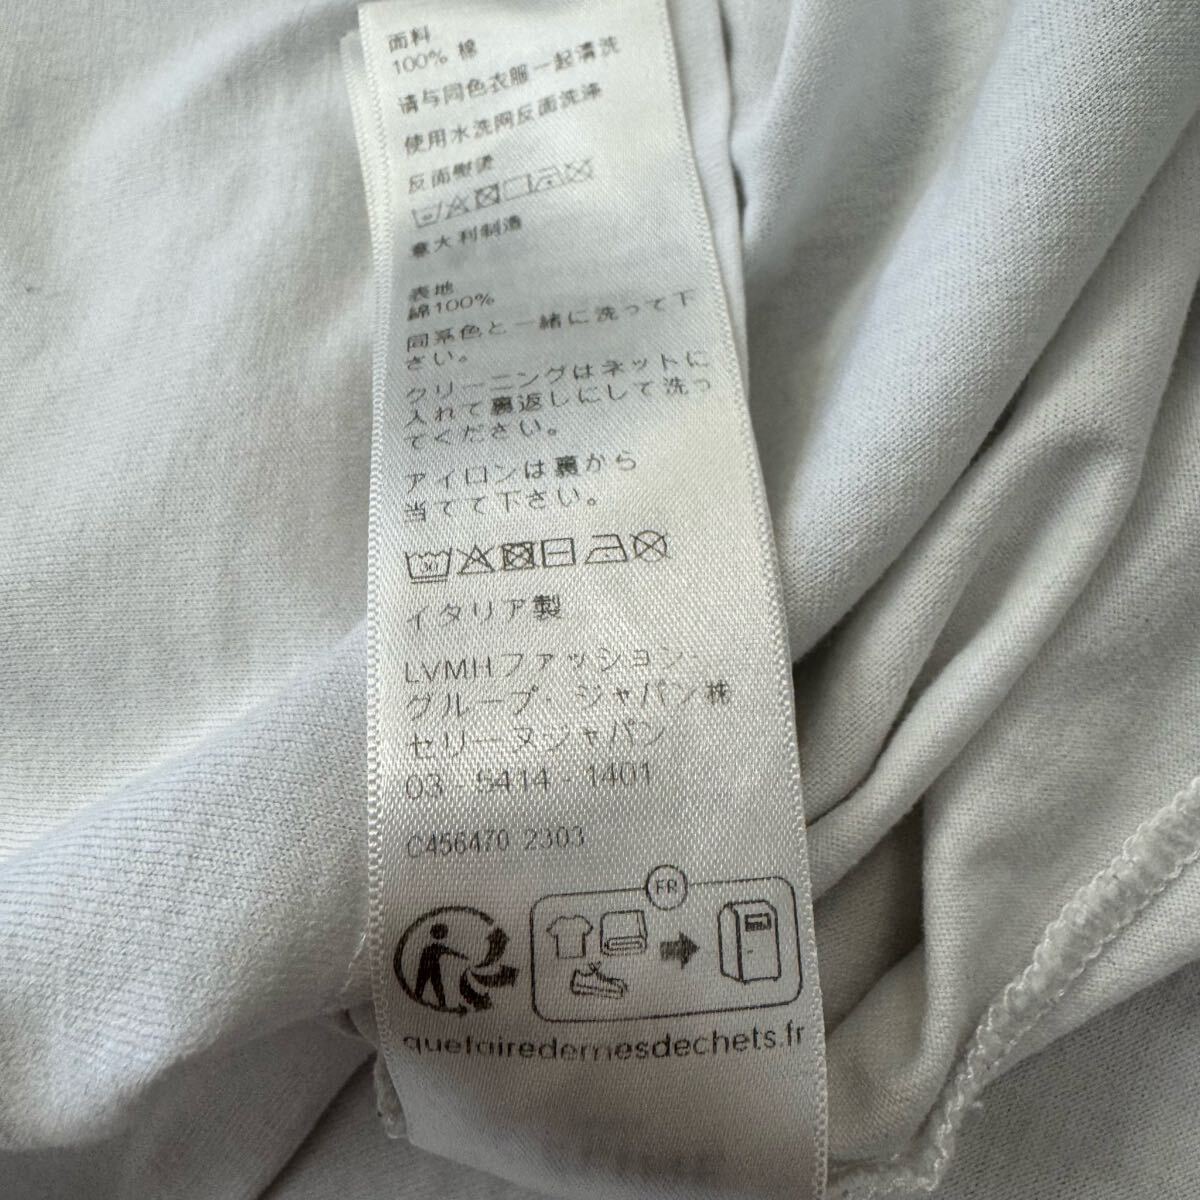 面料
100% 棉
请与同色衣服一起清洗
使用水洗网反面洗涤
反面熨烫
意大利制造
表地
綿100%
同系色と一緒に洗って下
さい。
クリーニングはネットに
入れて裏返しにして洗っ
てください。
アイロンは裏から
当てて下さい。
30
イタリア製
LVMHファッション・
グループ・ジャパン株
セリーヌジャパン
03 - 5414 - 1401
C456470 2303
FR
quefairedemesdechets.fr